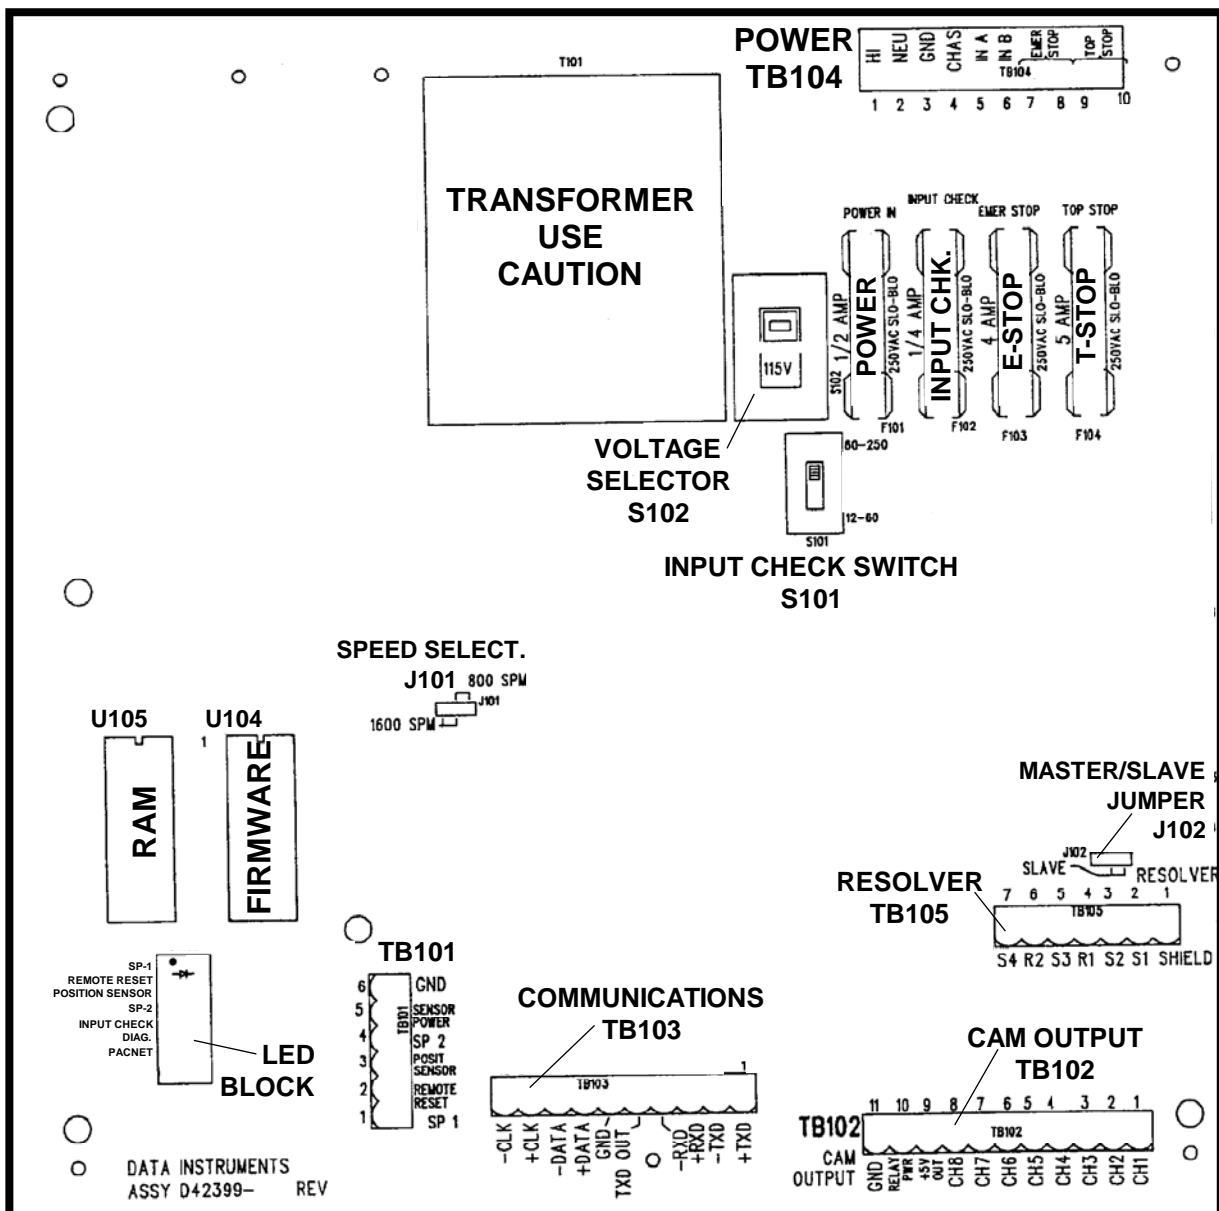 POWER
TB104
HI NEU GND CHAS IN A IN B EMER STOP TOP STOP
TB104
1 2 3 4 5 6 7 8 9 10
T101
TRANSFORMER
USE
CAUTION
POWER IN
INPUT CHECK
EMER STOP
TOP STOP
1/2 AMP
POWER
250VAC SLO-BLO
1/4 AMP
INPUT CHK.
250VAC SLO-BLO
4 AMP
E-STOP
250VAC SLO-BLO
5 AMP
T-STOP
250VAC SLO-BLO
F101
F102
F103
F104
115V
S102
VOLTAGE
SELECTOR
S102
60-250
12-60
S101
INPUT CHECK SWITCH
S101
SPEED SELECT.
J101
800 SPM
J101
1600 SPM
U105
RAM
U104
1
FIRMWARE
MASTER/SLAVE
JUMPER
J102
J102
SLAVE
RESOLVER
RESOLVER
TB105
7 6 5 4 3 2 1
TB105
S4 R2 S3 R1 S2 S1 SHIELD
SP-1
REMOTE RESET
POSITION SENSOR
SP-2
INPUT CHECK
DIAG.
PACNET
LED
BLOCK
TB101
TB101
6 GND
5 SENSOR POWER
4 SP 2
3 POSIT SENSOR
2 REMOTE RESET
1 SP 1
COMMUNICATIONS
TB103
TB103
1
-CLK +CLK -DATA +DATA GND TXD OUT -RXD +RXD -TXD +TXD
CAM OUTPUT
TB102
11 10 9 8 7 6 5 4 3 2 1
TB102
TB102
CAM
OUTPUT
GND RELAY PWR +5V OUT CH8 CH7 CH6 CH5 CH4 CH3 CH2 CH1
DATA INSTRUMENTS
ASSY D42399- REV